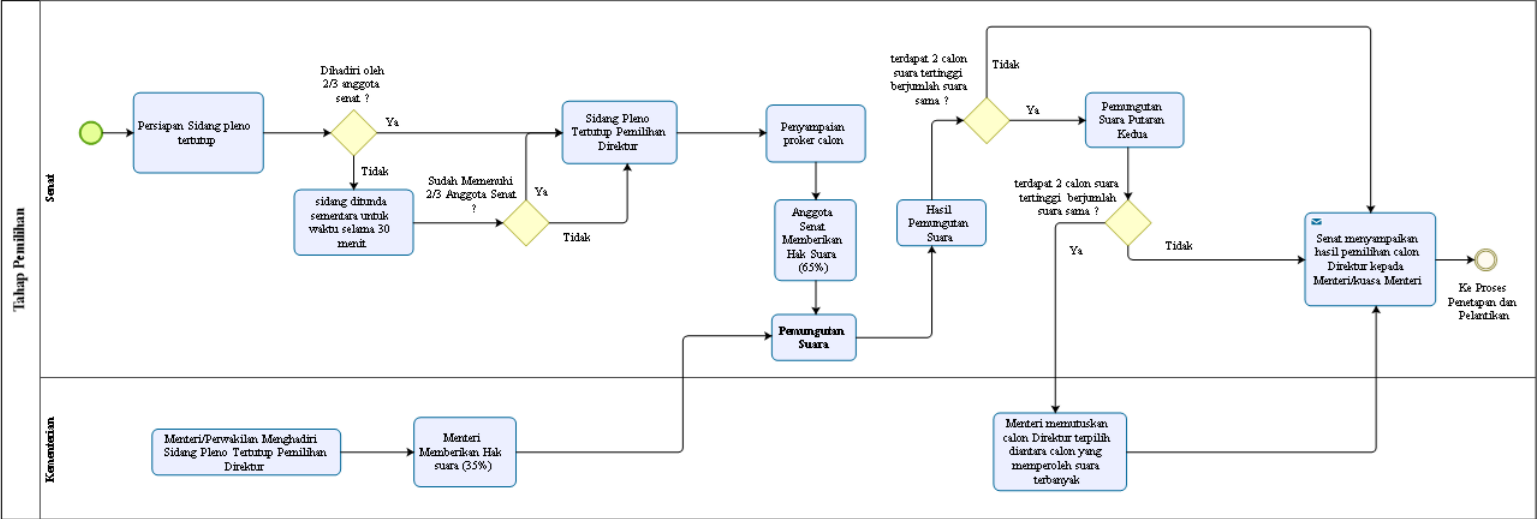 Tahap Pemilihan
Senat
Persiapan Sidang pleno
tertutup
Dihadiri oleh
2/3 anggota
senat ?
Ya
Tidak
sidang ditunda
sementara untuk
waktu selama 30
menit
Sudah Memenuhi
2/3 Anggota Senat
?
Ya
Tidak
Sidang Pleno
Tertutup Pemilihan
Direktur
Penyampaian
proker calon
Anggota
Senat
Memberikan
Hak Suara
(65%)
Pemungutan
Suara
Hasil
Pemungutan
Suara
terdapat 2 calon
suara tertinggi
berjumlah suara
sama ?
Tidak
Ya
Pemungutan
Suara Putaran
Kedua
terdapat 2 calon suara
tertinggi berjumlah
suara sama ?
Ya
Tidak
Senat menyampaikan
hasil pemilihan calon
Direktur kepada
Menteri/kuasa Menteri
Ke Proses
Penetapan dan
Pelantikan
Kementerian
Menteri/Perwakilan Menghadiri
Sidang Pleno Tertutup Pemilihan
Direktur
Menteri
Memberikan Hak
suara (35%)
Menteri memutuskan
calon Direktur terpilih
diantara calon yang
memperoleh suara
terbanyak